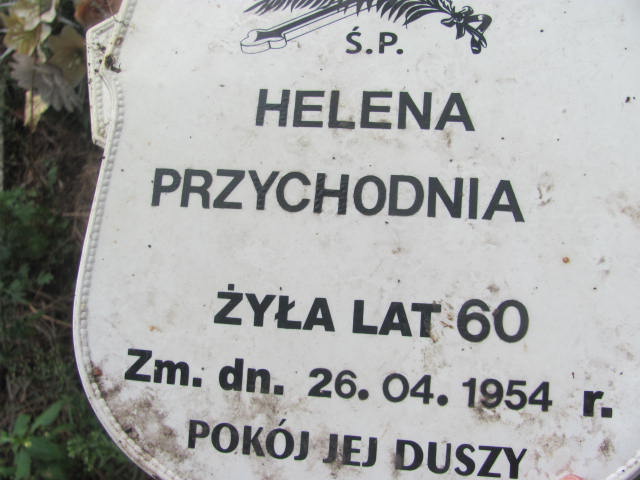 Ś.P.
HELENA
PRZYCHODNIA
ŻYŁA LAT 60
Zm. dn. 26. 04. 1954 r.
POKÓJ JEJ DUSZY